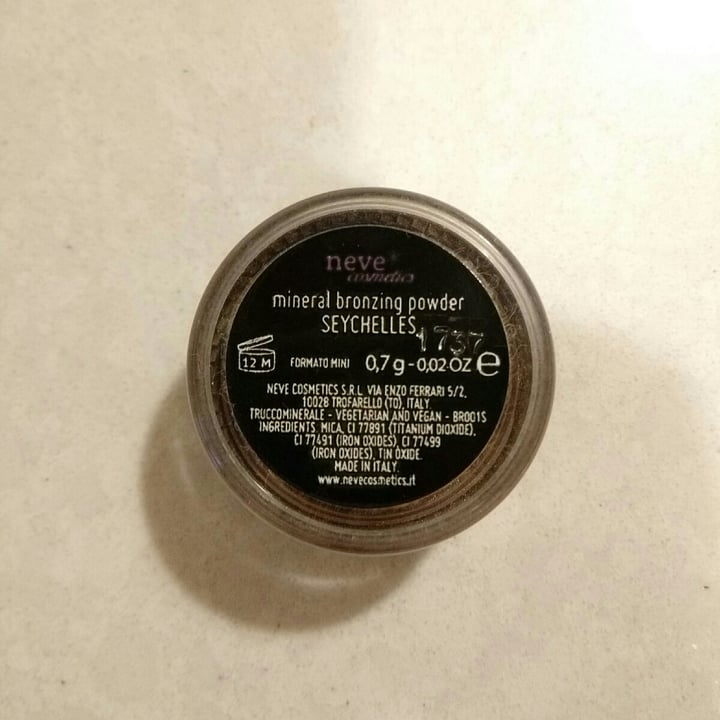 neve
cosmetics
mineral bronzing powder
SEYCHELLES
1737
12 M
FORMATO MINI 0,7 g - 0,02 OZ e
NEVE COSMETICS S.R.L. VIA ENZO FERRARI 5/2,
10028 TROFARELLO (TO), ITALY
TRUCCOMINERALE - VEGETARIAN AND VEGAN - BR001S
INGREDIENTS: MICA, CI 77891 (TITANIUM DIOXIDE),
CI 77491 (IRON OXIDES), CI 77499
(IRON OXIDES), TIN OXIDE.
MADE IN ITALY.
www.nevecosmetics.it